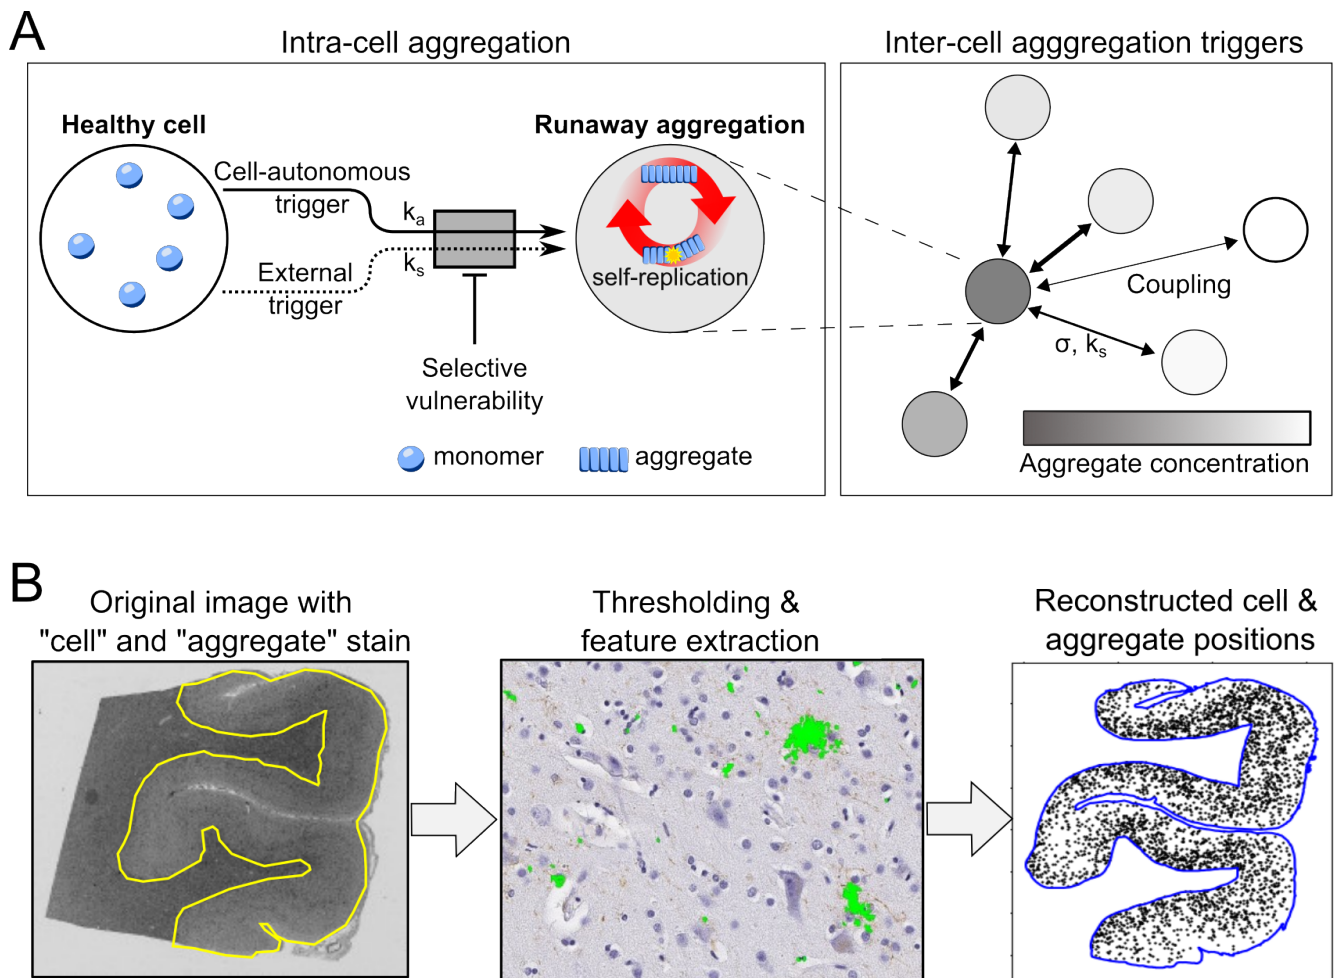 A
Intra-cell aggregation
Inter-cell agggregation triggers
Healthy cell
Runaway aggregation
Cell-autonomous
trigger
kₐ
kₛ
External
trigger
self-replication
Selective
vulnerability
monomer
aggregate
Coupling
σ, kₛ
Aggregate concentration
B
Original image with
"cell" and "aggregate" stain
Thresholding &
feature extraction
Reconstructed cell &
aggregate positions